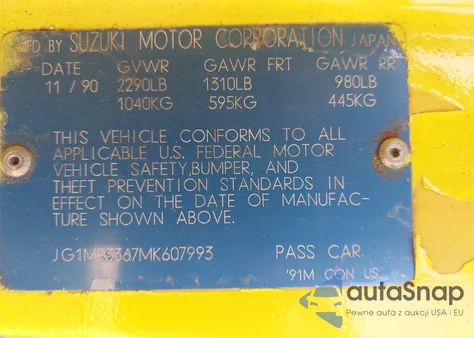 MFD BY SUZUKI MOTOR CORPORATION JAPAN
DATE GVWR GAWR FRT GAWR RR
11 / 90 2290LB 1310LB 980LB
1040KG 595KG 445KG
THIS VEHICLE CONFORMS TO ALL
APPLICABLE U.S. FEDERAL MOTOR
VEHICLE SAFETY,BUMPER, AND
THEFT PREVENTION STANDARDS IN
EFFECT ON THE DATE OF MANUFAC-
TURE SHOWN ABOVE.
JG1MR3367MK607993 PASS CAR.
'91M CON US
autoSnap
Pewne auta z aukcji USA i EU